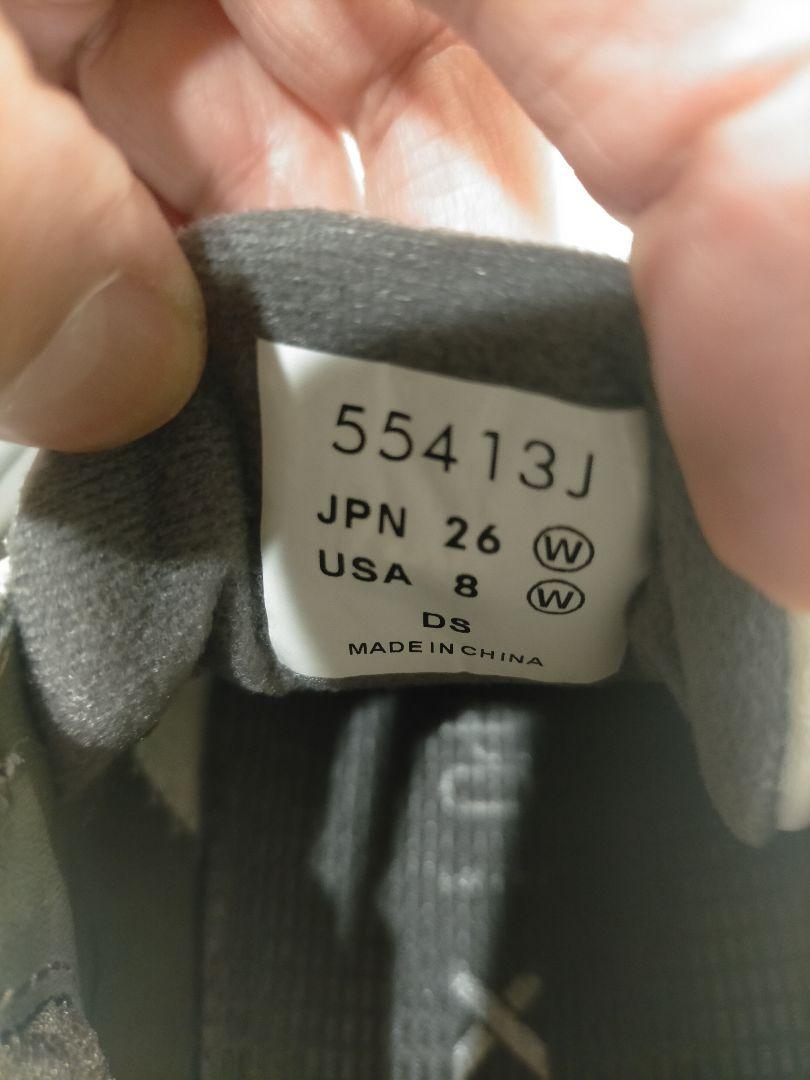 55413J
JPN 26 Ⓦ
USA 8 Ⓦ
DS
MADE IN CHINA